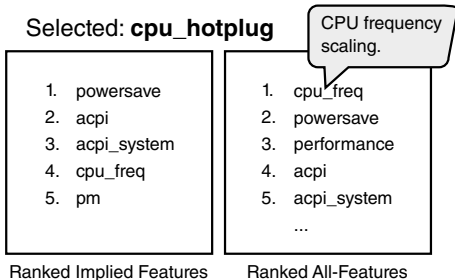 Selected: cpu_hotplug
CPU frequency
scaling.
1. powersave
2. acpi
3. acpi_system
4. cpu_freq
5. pm
1. cpu_freq
2. powersave
3. performance
4. acpi
5. acpi_system
...
Ranked Implied Features
Ranked All-Features